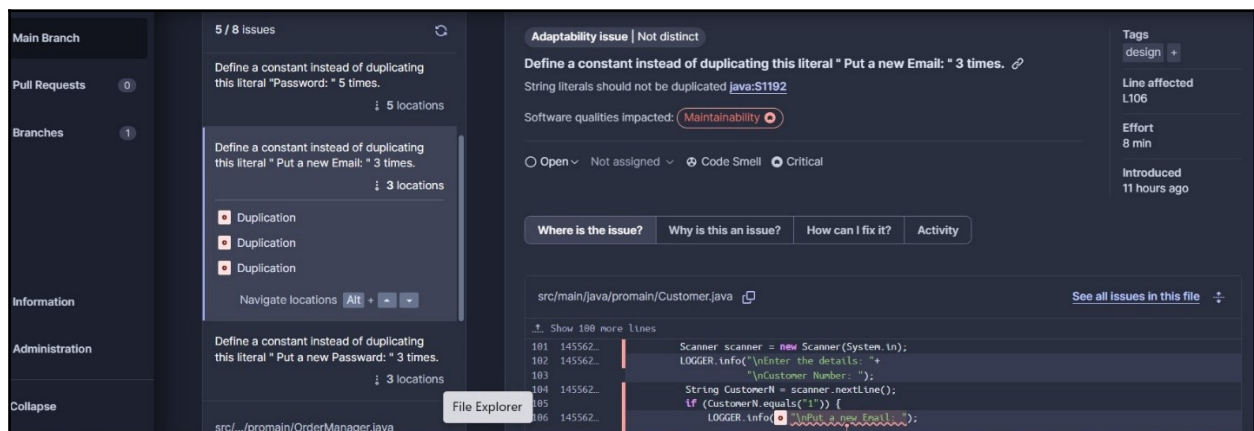 Main Branch
Pull Requests 0
Branches 1
Information
Administration
Collapse
5 / 8 issues
Define a constant instead of duplicating
this literal "Password: " 5 times.
5 locations
Define a constant instead of duplicating
this literal " Put a new Email: " 3 times.
3 locations
Duplication
Duplication
Duplication
Navigate locations Alt +
Define a constant instead of duplicating
this literal " Put a new Passward: " 3 times.
3 locations
src/.../promain/OrderManager.java
File Explorer
Adaptability issue | Not distinct
Define a constant instead of duplicating this literal " Put a new Email: " 3 times.
String literals should not be duplicated java:S1192
Software qualities impacted: Maintainability
Open Not assigned Code Smell Critical
Where is the issue? Why is this an issue? How can I fix it? Activity
src/main/java/promain/Customer.java See all issues in this file
Show 100 more lines
101 145562... Scanner scanner = new Scanner(System.in);
102 145562... LOGGER.info("\nEnter the details: "+
103 "\nCustomer Number: ");
104 145562... String CustomerN = scanner.nextLine();
105 if (CustomerN.equals("1")) {
106 145562... LOGGER.info( "\nPut a new Email: ");
Tags
design +
Line affected
L106
Effort
8 min
Introduced
11 hours ago